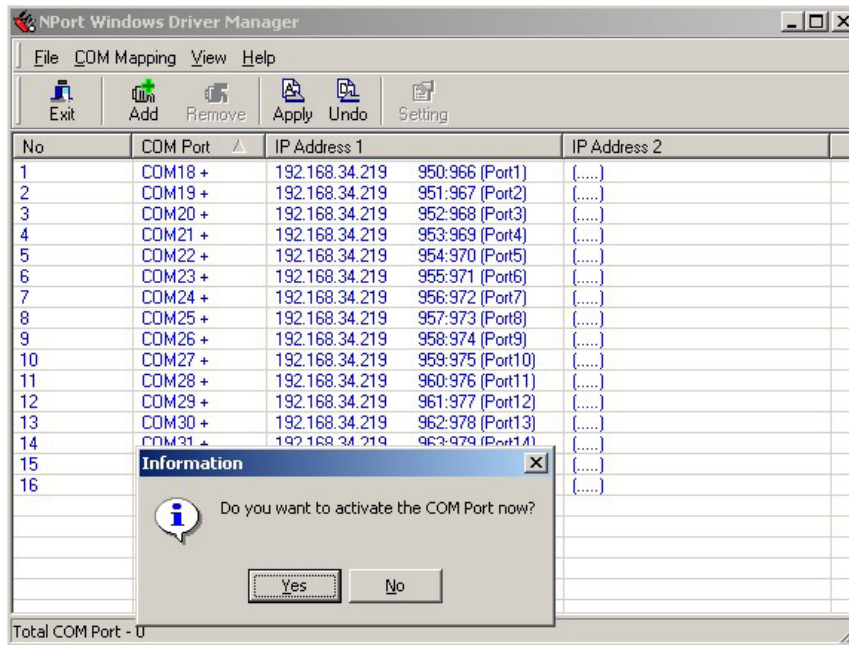 NPort Windows Driver Manager
File COM Mapping View Help
Exit Add Remove Apply Undo Setting
No COM Port IP Address 1 IP Address 2
1 COM18 + 192.168.34.219 950:966 (Port1) (.....)
2 COM19 + 192.168.34.219 951:967 (Port2) (.....)
3 COM20 + 192.168.34.219 952:968 (Port3) (.....)
4 COM21 + 192.168.34.219 953:969 (Port4) (.....)
5 COM22 + 192.168.34.219 954:970 (Port5) (.....)
6 COM23 + 192.168.34.219 955:971 (Port6) (.....)
7 COM24 + 192.168.34.219 956:972 (Port7) (.....)
8 COM25 + 192.168.34.219 957:973 (Port8) (.....)
9 COM26 + 192.168.34.219 958:974 (Port9) (.....)
10 COM27 + 192.168.34.219 959:975 (Port10) (.....)
11 COM28 + 192.168.34.219 960:976 (Port11) (.....)
12 COM29 + 192.168.34.219 961:977 (Port12) (.....)
13 COM30 + 192.168.34.219 962:978 (Port13) (.....)
14 COM31 + 192.168.34.219 963:979 (Port14) (.....)
15 (.....)
16 (.....)
Information
Do you want to activate the COM Port now?
Yes No
Total COM Port - 0